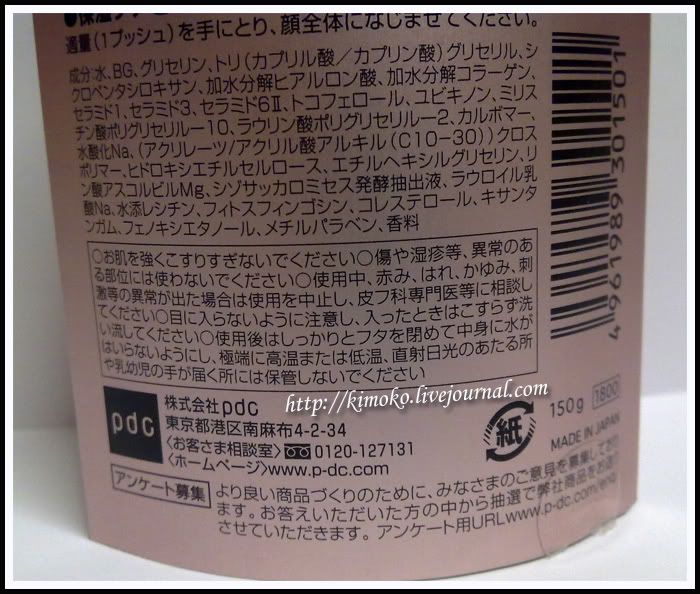 適量(1プッシュ)を手にとり、顔全体になじませてください。
成分:水、BG、グリセリン、トリ(カプリル酸/カプリン酸)グリセリル、シ
クロペンタシロキサン、加水分解ヒアルロン酸、加水分解コラーゲン、
セラミド1、セラミド3、セラミド6Ⅱ、トコフェロール、ユビキノン、ミリス
チン酸ポリグリセリルー10、ラウリン酸ポリグリセリルー2、カルボマー、
水酸化Na、(アクリレーツ/アクリル酸アルキル(C10-30))クロス
ポリマー、ヒドロキシエチルセルロース、エチルヘキシルグリセリン、リ
ン酸アスコルビルMg、シゾサッカロミセス発酵抽出液、ラウロイル乳
酸Na、水添レシチン、フィトスフィンゴシン、コレステロール、キサンタ
ンガム、フェノキシエタノール、メチルパラベン、香料
○お肌を強くこすりすぎないでください○傷や湿疹等、異常のあ
る部位には使わないでください○使用中、赤み、はれ、かゆみ、刺
激等の異常が出た場合は使用を中止し、皮フ科専門医等に相談し
てください○目に入らないように注意し、入ったときはこすらず洗
い流してください○使用後はしっかりとフタを閉めて中身に水が
はいらないようにし、極端に高温または低温、直射日光のあたる所
や乳幼児の手が届く所には保管しないでください
4961989301501
http://kimoko.livejournal.com
pdc
株式会社pdc
東京都港区南麻布4-2-34
〈お客さま相談室〉0120-127131
〈ホームページ〉www.p-dc.com
紙
150g 1800
MADE IN JAPAN
アンケート募集
より良い商品づくりのために、みなさまのご意見を募集しており
ます。お答えいただいた方の中から抽選で弊社商品をお送り
させていただきます。アンケート用URLwww.p-dc.com/enq